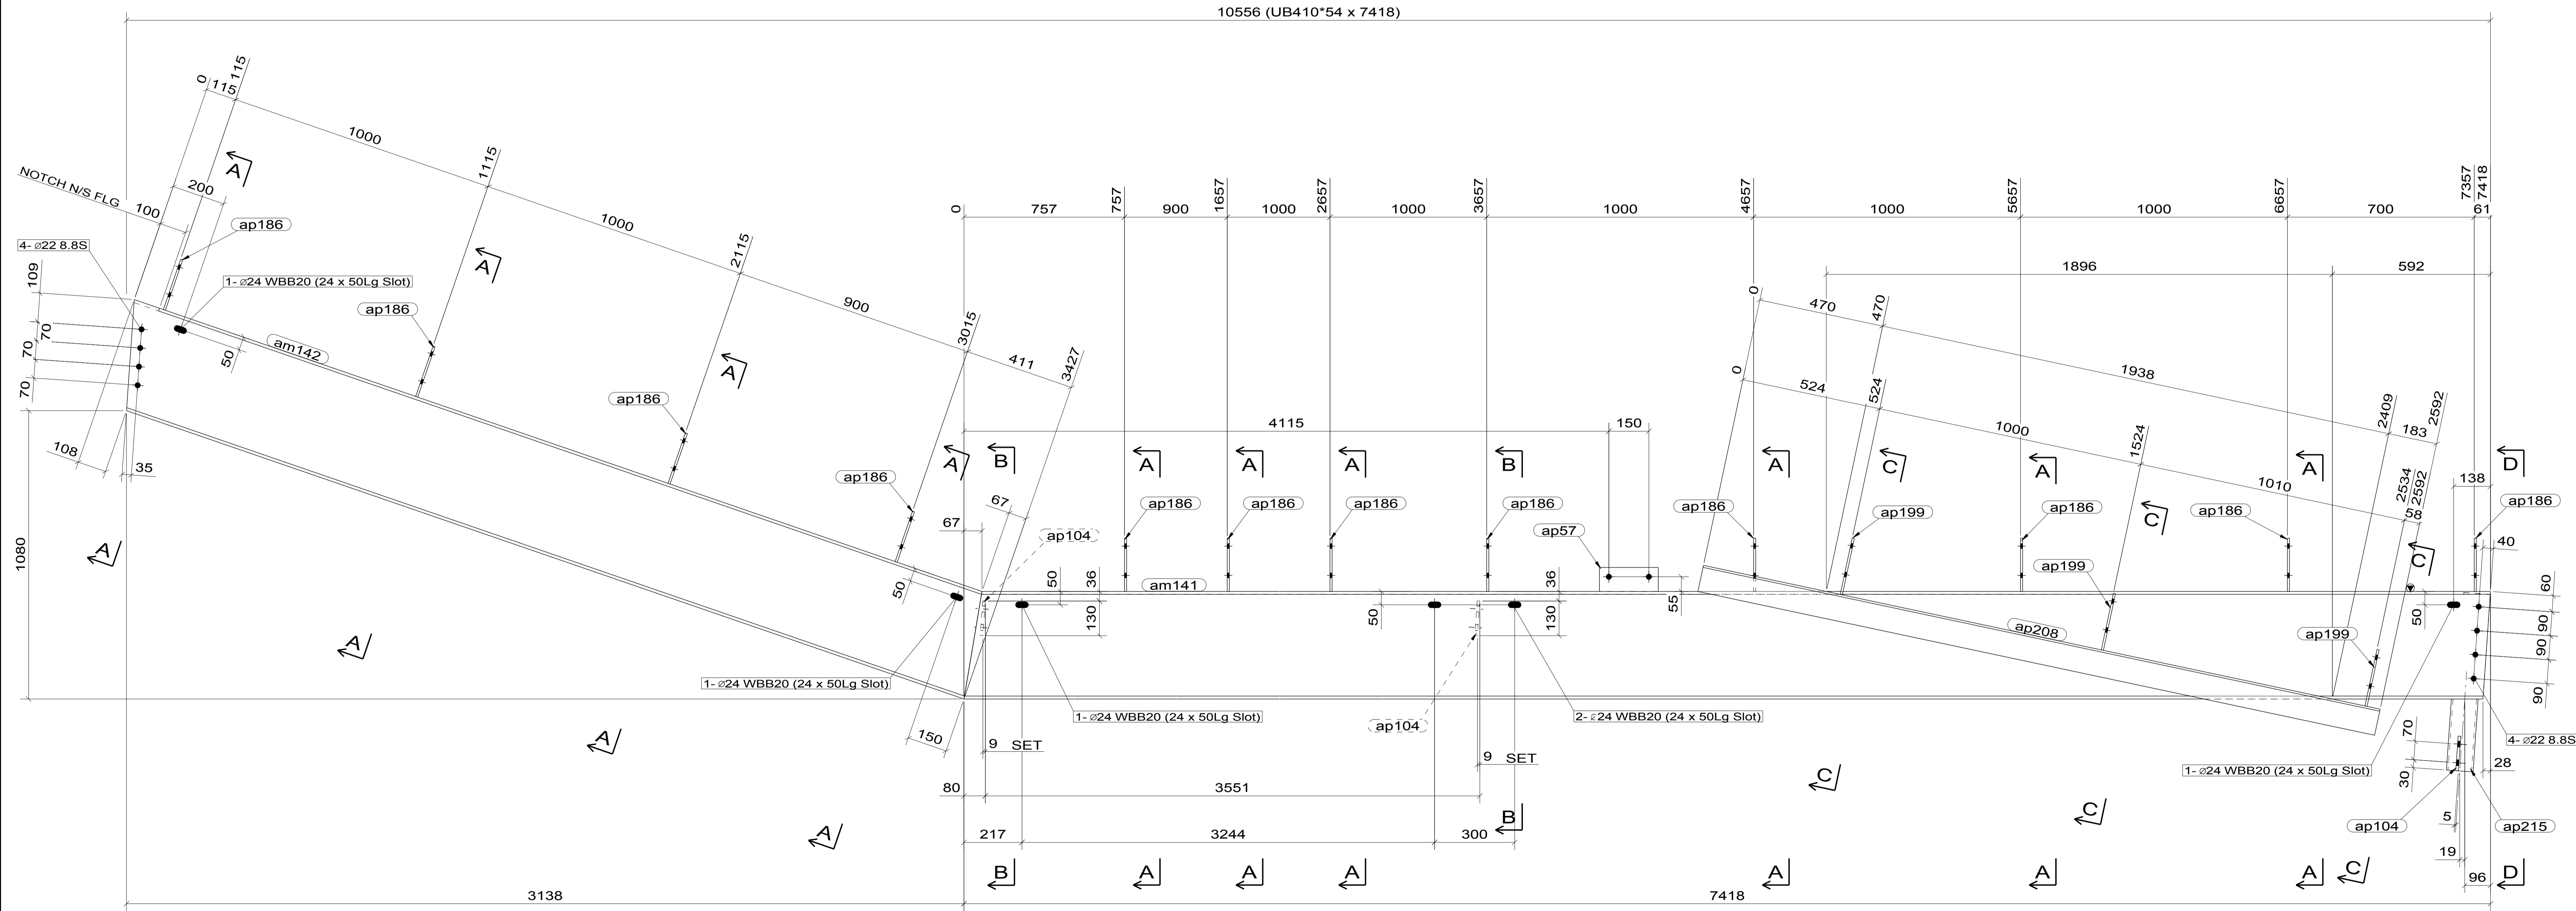 10556 (UB410*54 x 7418)
0
115
115
1000
1115
1000
2115
900
3015
411
3427
A
A
A
A
NOTCH N/S FLG
100
200
ap186
4- ⌀22 8.8S
1- ⌀24 WBB20 (24 x 50Lg Slot)
109
70
70
70
50
am142
ap186
ap186
ap186
108
35
1080
0
757
757
900
1657
1000
2657
1000
3657
1000
4657
1000
5657
1000
6657
700
7357
7418
61
1896
592
0
470
470
1938
2409
183
2592
0
524
524
1000
1524
1010
2534
2592
58
4115
150
B
A
A
A
B
A
C
A
C
A
C
D
138
67
67
ap104
ap186
ap186
ap186
ap186
ap57
ap186
ap199
ap186
ap186
ap186
40
50
50
36
130
am141
50
36
130
55
ap199
ap208
ap199
50
60
90
90
90
A
A
A
A
1- ⌀24 WBB20 (24 x 50Lg Slot)
150
1- ⌀24 WBB20 (24 x 50Lg Slot)
ap104
2- ⌀24 WBB20 (24 x 50Lg Slot)
9 SET
9 SET
4- ⌀22 8.8S
1- ⌀24 WBB20 (24 x 50Lg Slot)
70
30
28
80
3551
C
C
B
5
ap104
ap215
217
3244
300
19
96
B
A
A
A
A
A
A
C
D
3138
7418